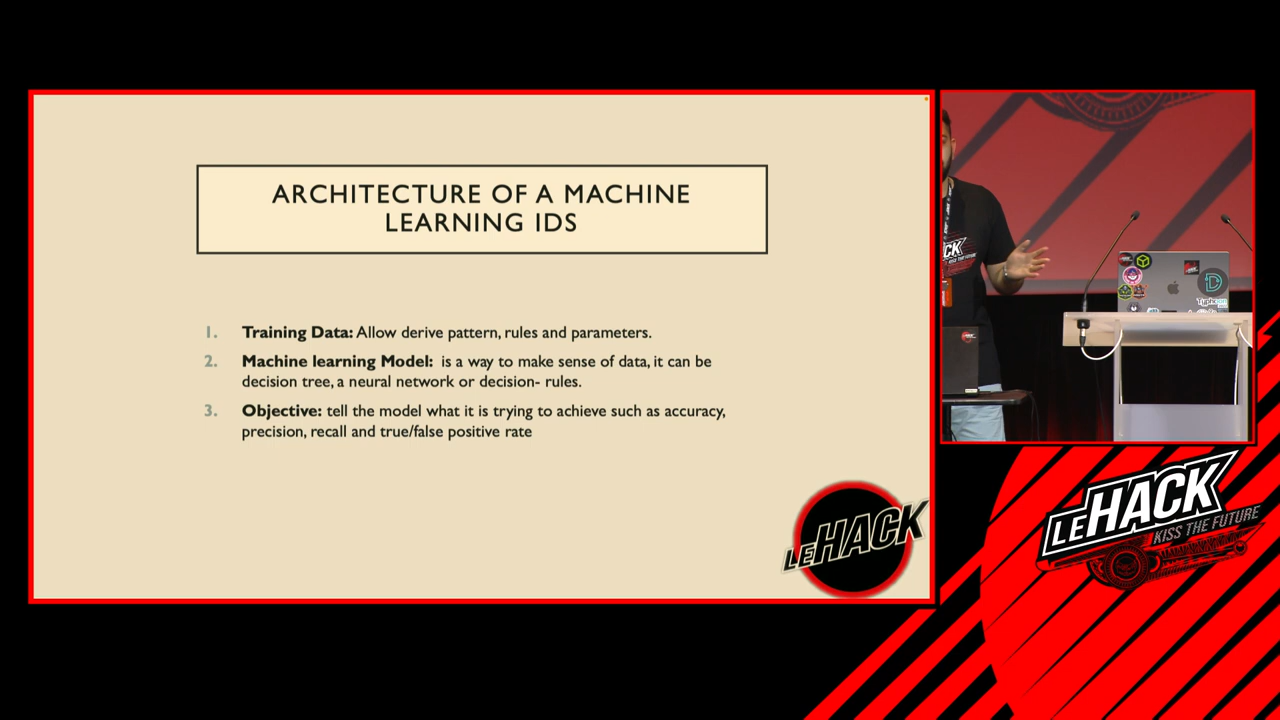 ARCHITECTURE OF A MACHINE
LEARNING IDS
1. Training Data: Allow derive pattern, rules and parameters.
2. Machine learning Model: is a way to make sense of data, it can be
decision tree, a neural network or decision- rules.
3. Objective: tell the model what it is trying to achieve such as accuracy,
precision, recall and true/false positive rate
LEHACK
LEHACK
KISS THE FUTURE